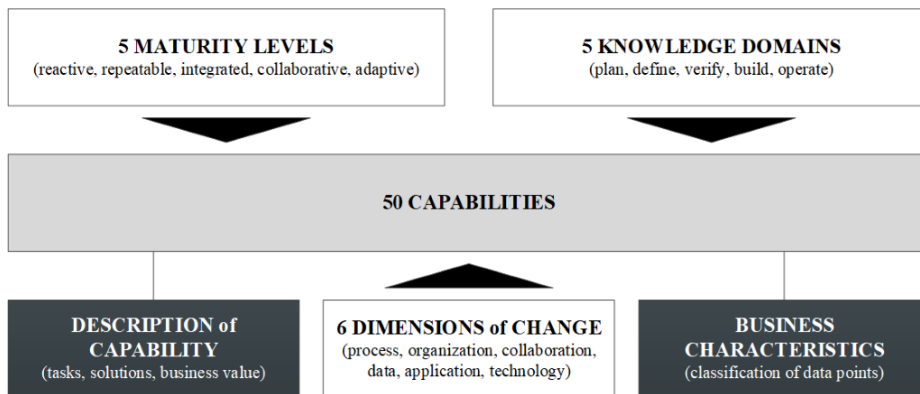 5 MATURITY LEVELS
(reactive, repeatable, integrated, collaborative, adaptive)
5 KNOWLEDGE DOMAINS
(plan, define, verify, build, operate)
50 CAPABILITIES
DESCRIPTION of
CAPABILITY
(tasks, solutions, business value)
6 DIMENSIONS of CHANGE
(process, organization, collaboration,
data, application, technology)
BUSINESS
CHARACTERISTICS
(classification of data points)